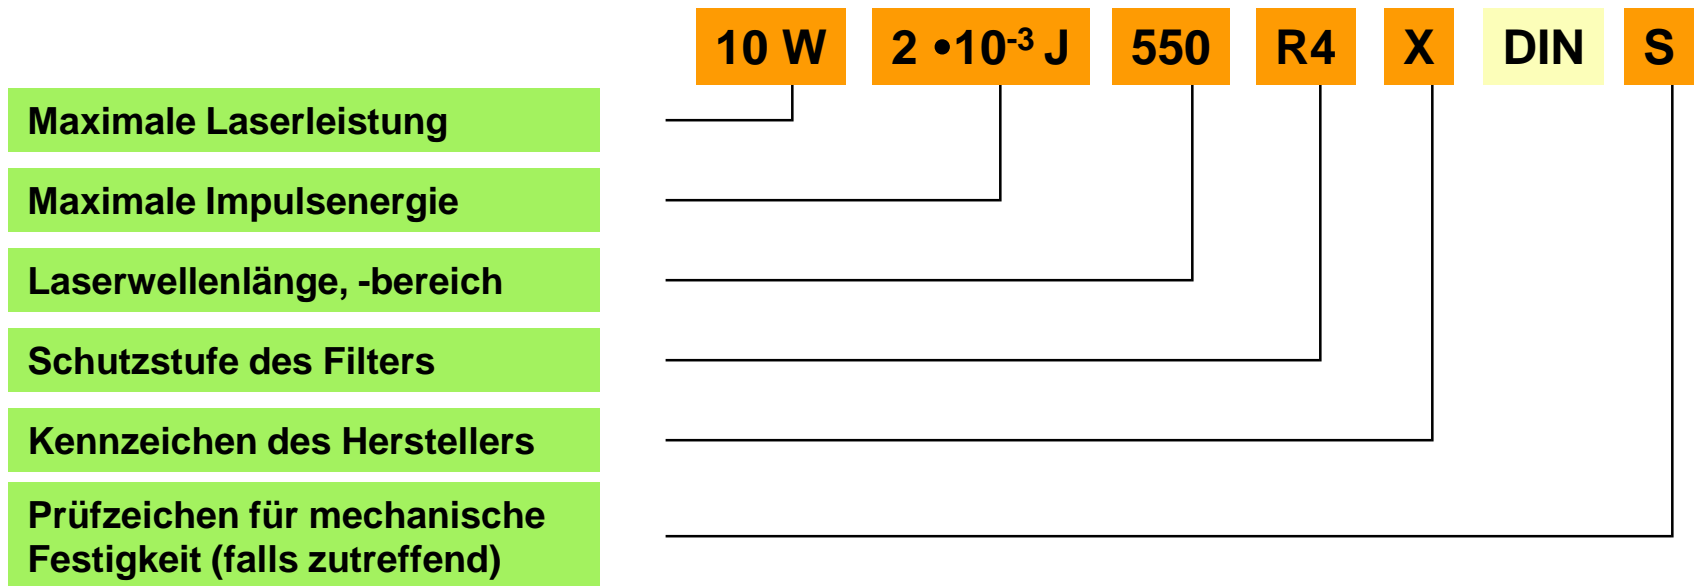 10 W 2 •10⁻³ J 550 R4 X DIN S
Maximale Laserleistung
Maximale Impulsenergie
Laserwellenlänge, -bereich
Schutzstufe des Filters
Kennzeichen des Herstellers
Prüfzeichen für mechanische
Festigkeit (falls zutreffend)